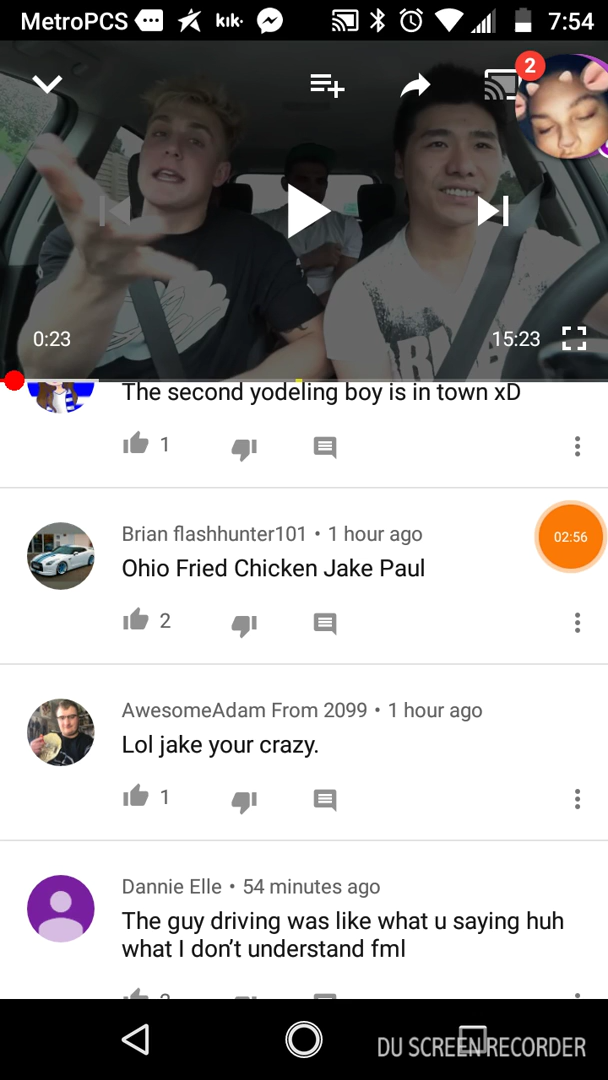 MetroPCS kik. 7:54
2
0:23 15:23
The second yodeling boy is in town xD
1
Brian flashhunter101 • 1 hour ago
02:56
Ohio Fried Chicken Jake Paul
2
AwesomeAdam From 2099 • 1 hour ago
Lol jake your crazy.
1
Dannie Elle • 54 minutes ago
The guy driving was like what u saying huh
what I don't understand fml
DU SCREEN RECORDER